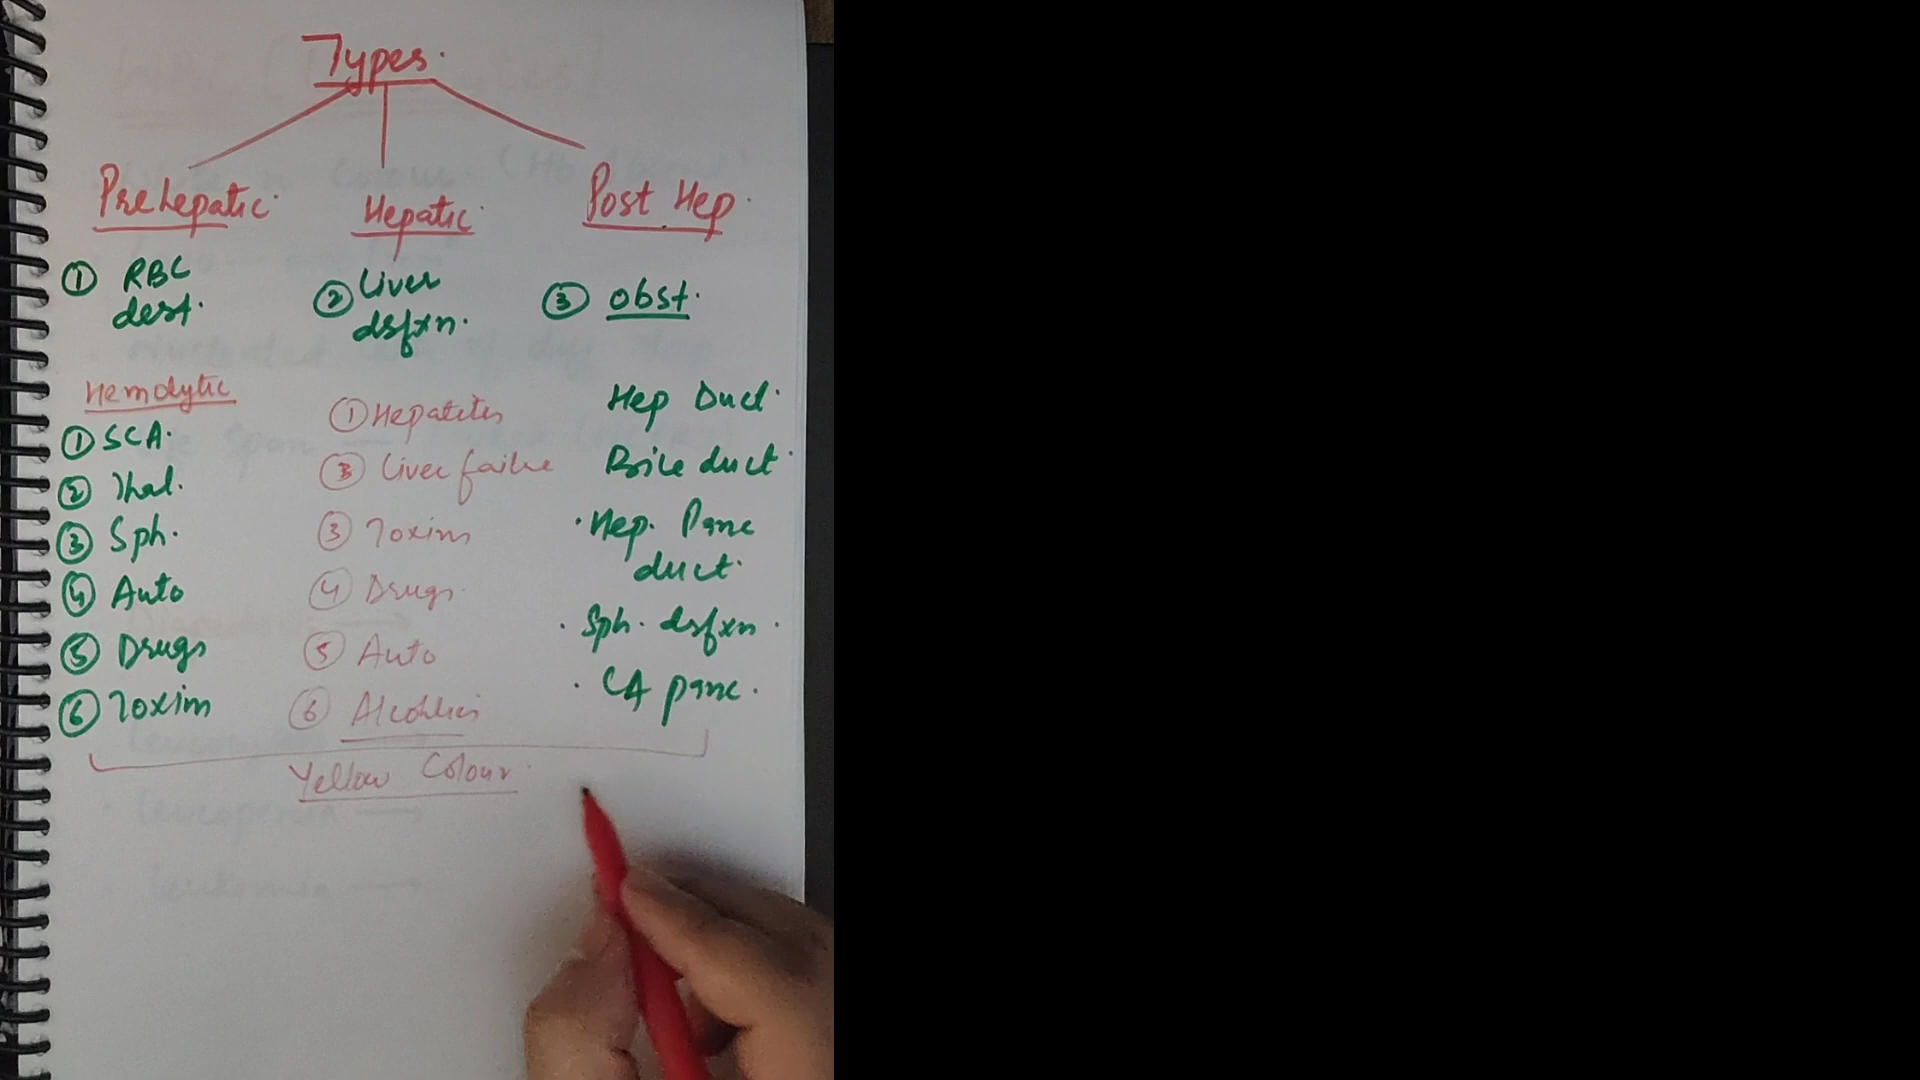 Types.
Prehepatic.
① RBC
dest.
Hemolytic
① SCA.
② Thal.
③ Sph.
④ Auto
⑤ Drugs
⑥ Toxins
Hepatic.
② Liver
dsfxn.
① Hepatitis
③ Liver failre
③ Toxins
④ Drugs.
⑤ Auto
⑥ Alcoholics
Post Hep.
③ obst.
Hep Duct.
Bile duct.
· Hep. Panc
duct.
· Sph. dsfxn.
· CA panc.
Yellow Colour.